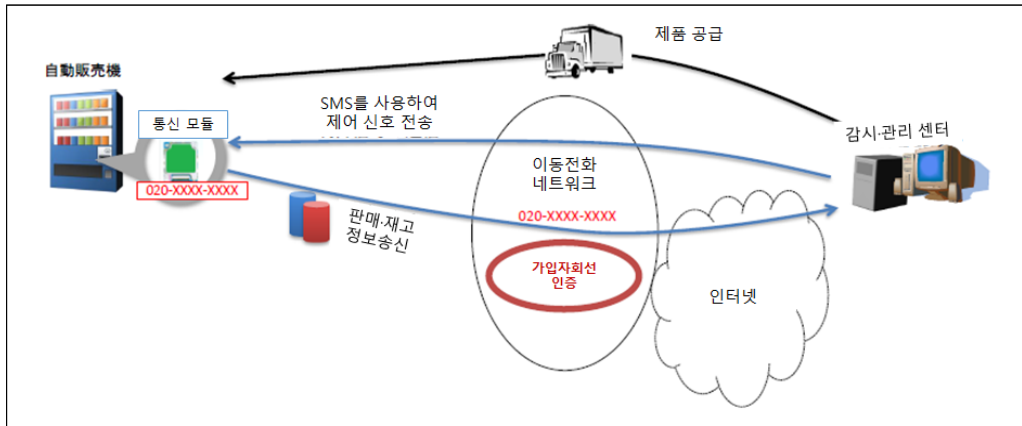 제품 공급
自動販売機
SMS를 사용하여
제어 신호 전송
통신 모듈
감시·관리 센터
이동전화
네트워크
020-XXXX-XXXX
020-XXXX-XXXX
판매·재고
정보송신
가입자회선
인증
인터넷